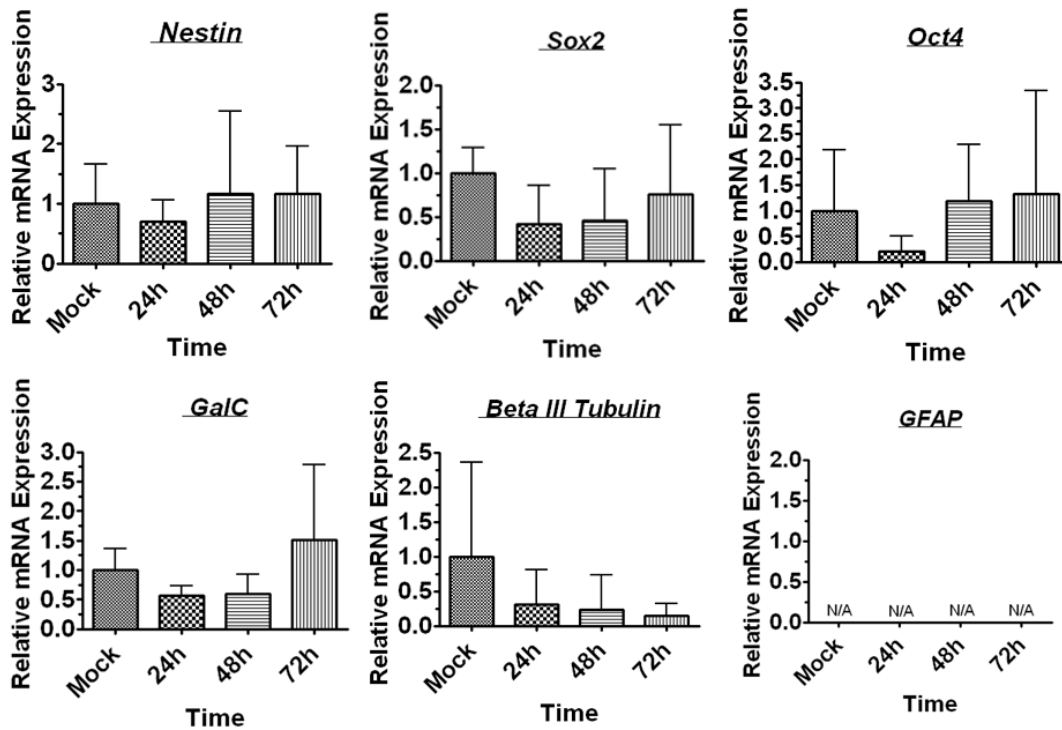 Nestin
Relative mRNA Expression
3
2
1
0
Mock
24h
48h
72h
Time
Sox2
Relative mRNA Expression
2.0
1.5
1.0
0.5
0.0
Mock
24h
48h
72h
Time
Oct4
Relative mRNA Expression
3.5
3.0
2.5
2.0
1.5
1.0
0.5
0.0
Mock
24h
48h
72h
Time
GalC
Relative mRNA Expression
3.0
2.5
2.0
1.5
1.0
0.5
0.0
Mock
24h
48h
72h
Time
Beta III Tubulin
Relative mRNA Expression
2.5
2.0
1.5
1.0
0.5
0.0
Mock
24h
48h
72h
Time
GFAP
Relative mRNA Expression
2.0
1.5
1.0
0.5
0.0
N/A
N/A
N/A
N/A
Mock
24h
48h
72h
Time